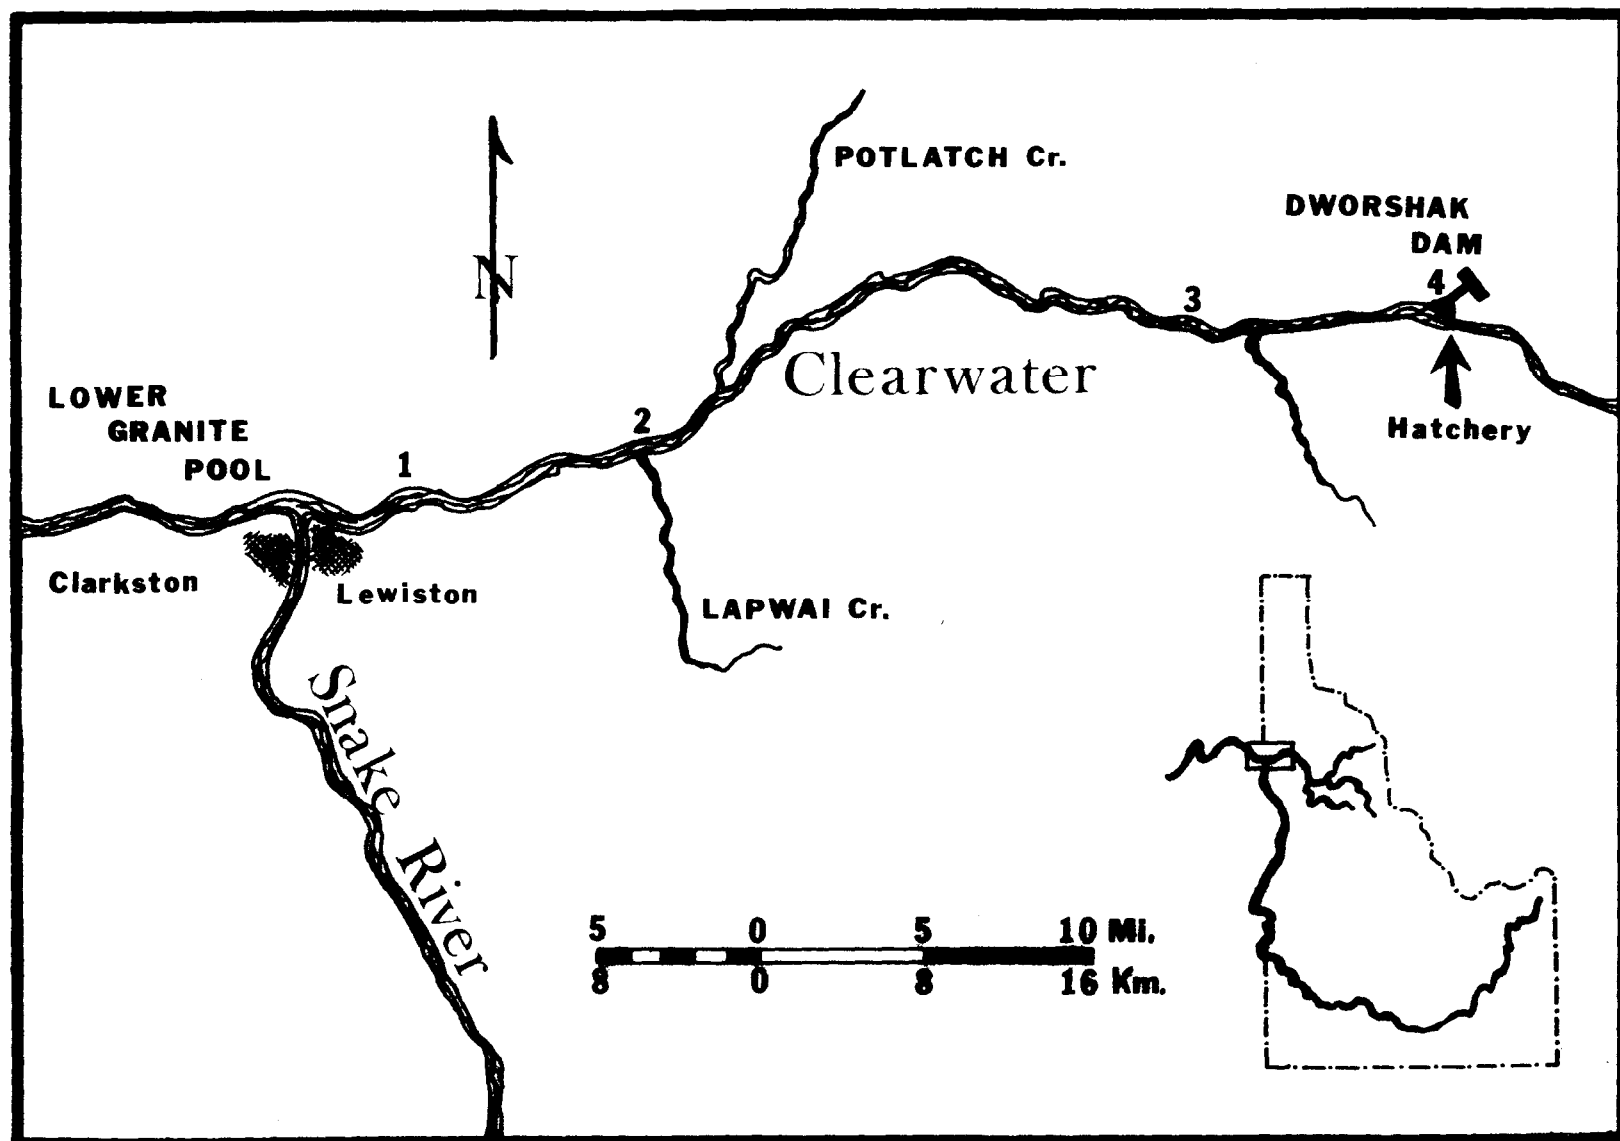 POTLATCH Cr.
DWORSHAK
DAM
4
N
3
Clearwater
LOWER
GRANITE
POOL
2
1
Hatchery
Clarkston
Lewiston
LAPWAI Cr.
Snake River
5 0 5 10 Mi.
8 0 8 16 Km.